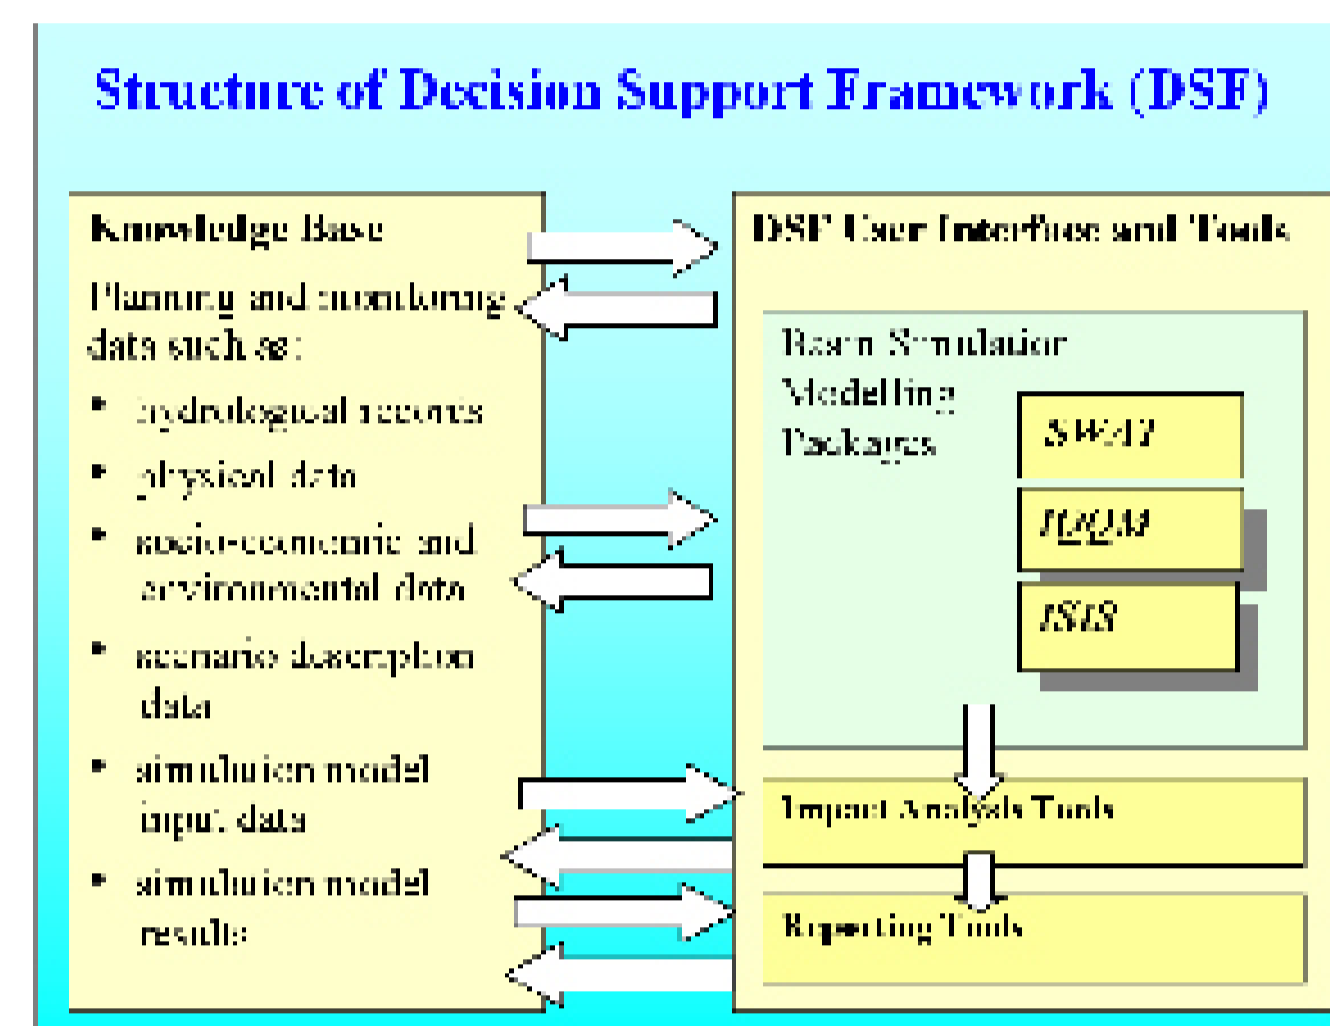 Structure of Decision Support Framework (DSF)
Knowledge Base
Planning and monitoring
data such as:
• hydrological records
• physical data
• socio-economic and
environmental data
• scenario description
data
• simulation model
input data
• simulation model
results
DSF User Interface and Tools
Basin Simulation
Modelling
Packages
SWAT
IQQM
ISIS
Impact Analysis Tools
Reporting Tools